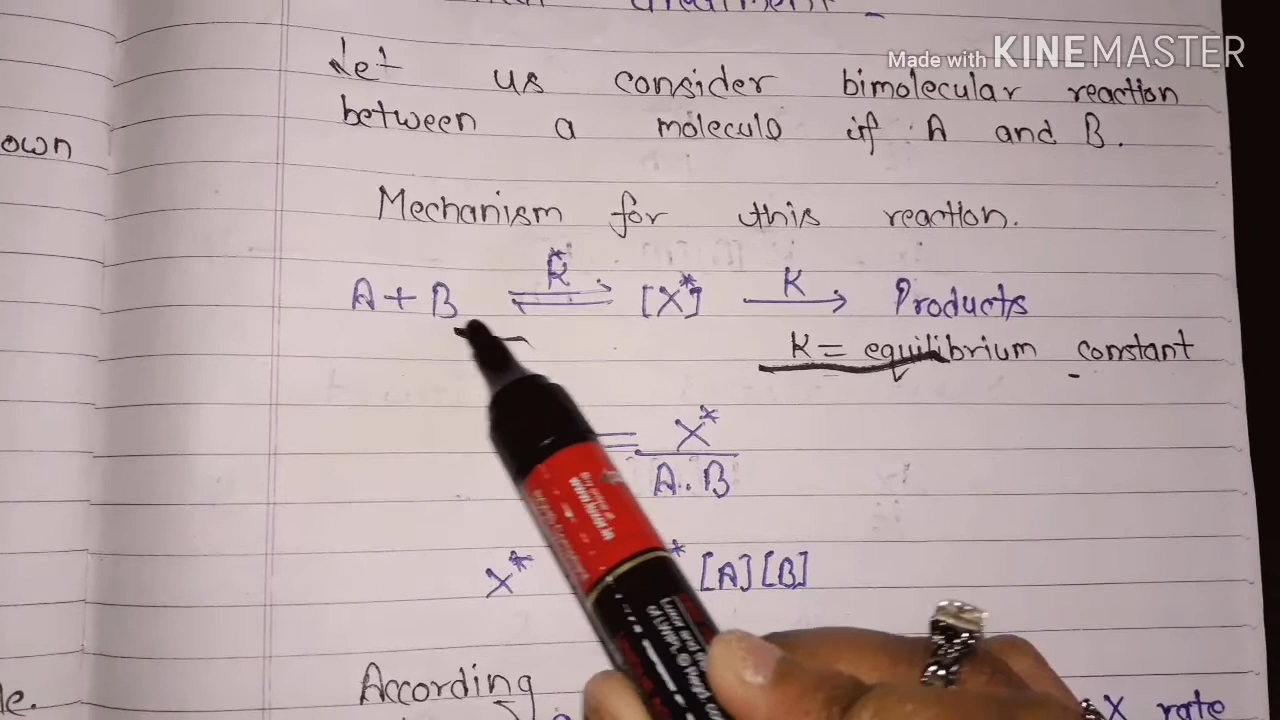 Made with KINEMASTER
Let us consider bimolecular reaction
between a molecule if A and B.
own
Mechanism for this reaction.
A + B ⇌ K* [X*] → K Products
K = equilibrium constant
= X* / A.B
X* * [A][B]
According
le.
X rate